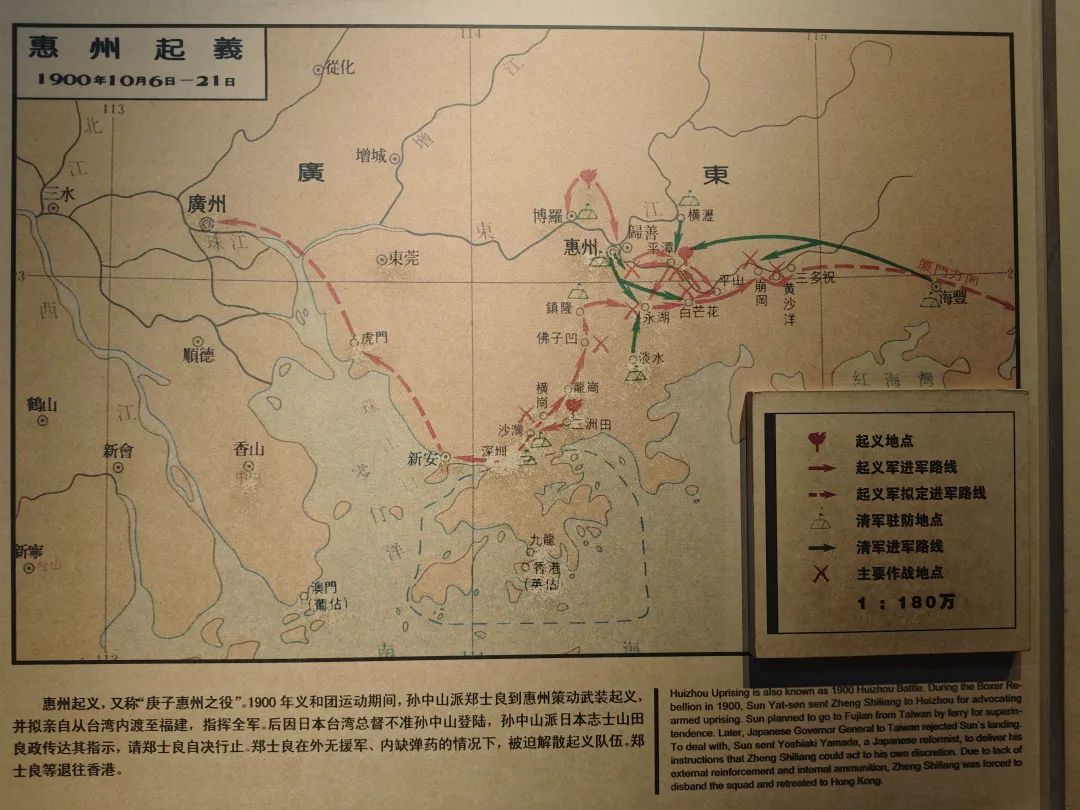 惠州起義
1900年10月6日－21日
114
115
113
從化
江
北
江
增城
增
廣
東
三水
廣州
珠江
東
博羅
江
橫瀝
惠州
歸善
平潭
東莞
23
平山
崩岡
黄沙洋
三多祝
厦門方向
海豐
西
鎮隆
永湖
白芒花
佛子凹
虎門
順德
淡水
紅海灣
鶴山
江
橫崗
龍崗
珠
沙灣
三洲田
新會
香山
新安
深圳
零
江
洋
新寧
九龍
香港
(英佔)
澳門
(葡佔)
113
南
海
起义地点
起义军进军路线
起义军拟定进军路线
清军驻防地点
清军进军路线
主要作战地点
1：180万
惠州起义，又称“庚子惠州之役”。1900年义和团运动期间，孙中山派郑士良到惠州策动武装起义，
并拟亲自从台湾内渡至福建，指挥全军。后因日本台湾总督不准孙中山登陆，孙中山派日本志士山田
良政传达其指示，请郑士良自决行止。郑士良在外无援军、内缺弹药的情况下，被迫解散起义队伍。郑
士良等退往香港。
Huizhou Uprising is also known as 1900 Huizhou Battle. During the Boxer Re-
bellion in 1900, Sun Yat-sen sent Zheng Shiliang to Huizhou for advocating
armed uprising. Sun planned to go to Fujian from Taiwan by ferry for superin-
tendence. Later, Japanese Governor General to Taiwan rejected Sun's landing.
To deal with, Sun sent Yoshiaki Yamada, a Japanese reformist, to deliver his
instructions that Zheng Shiliang could act to his own discretion. Due to lack of
external reinforcement and internal ammunition, Zheng Shiliang was forced to
disband the squad and retreated to Hong Kong.